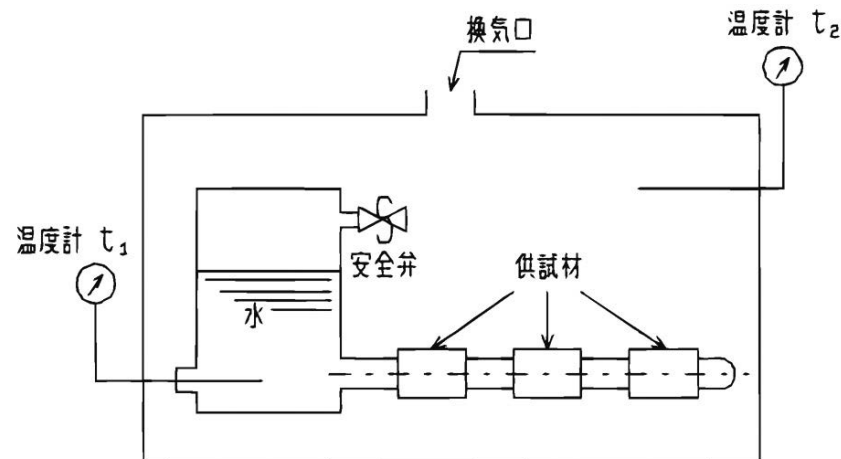 換気口
温度計 t₂
温度計 t₁
安全弁
供試材
水